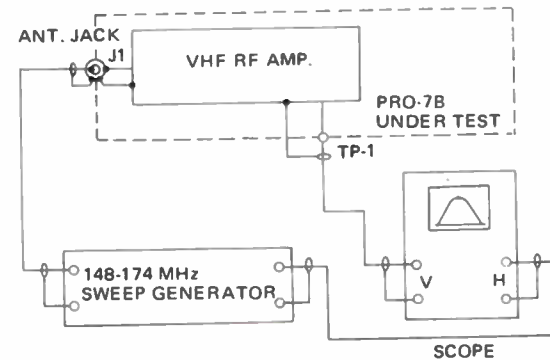 ANT. JACK
J1
VHF RF AMP.
PRO-7B
UNDER TEST
TP-1
148-174 MHz
SWEEP GENERATOR
V
H
SCOPE